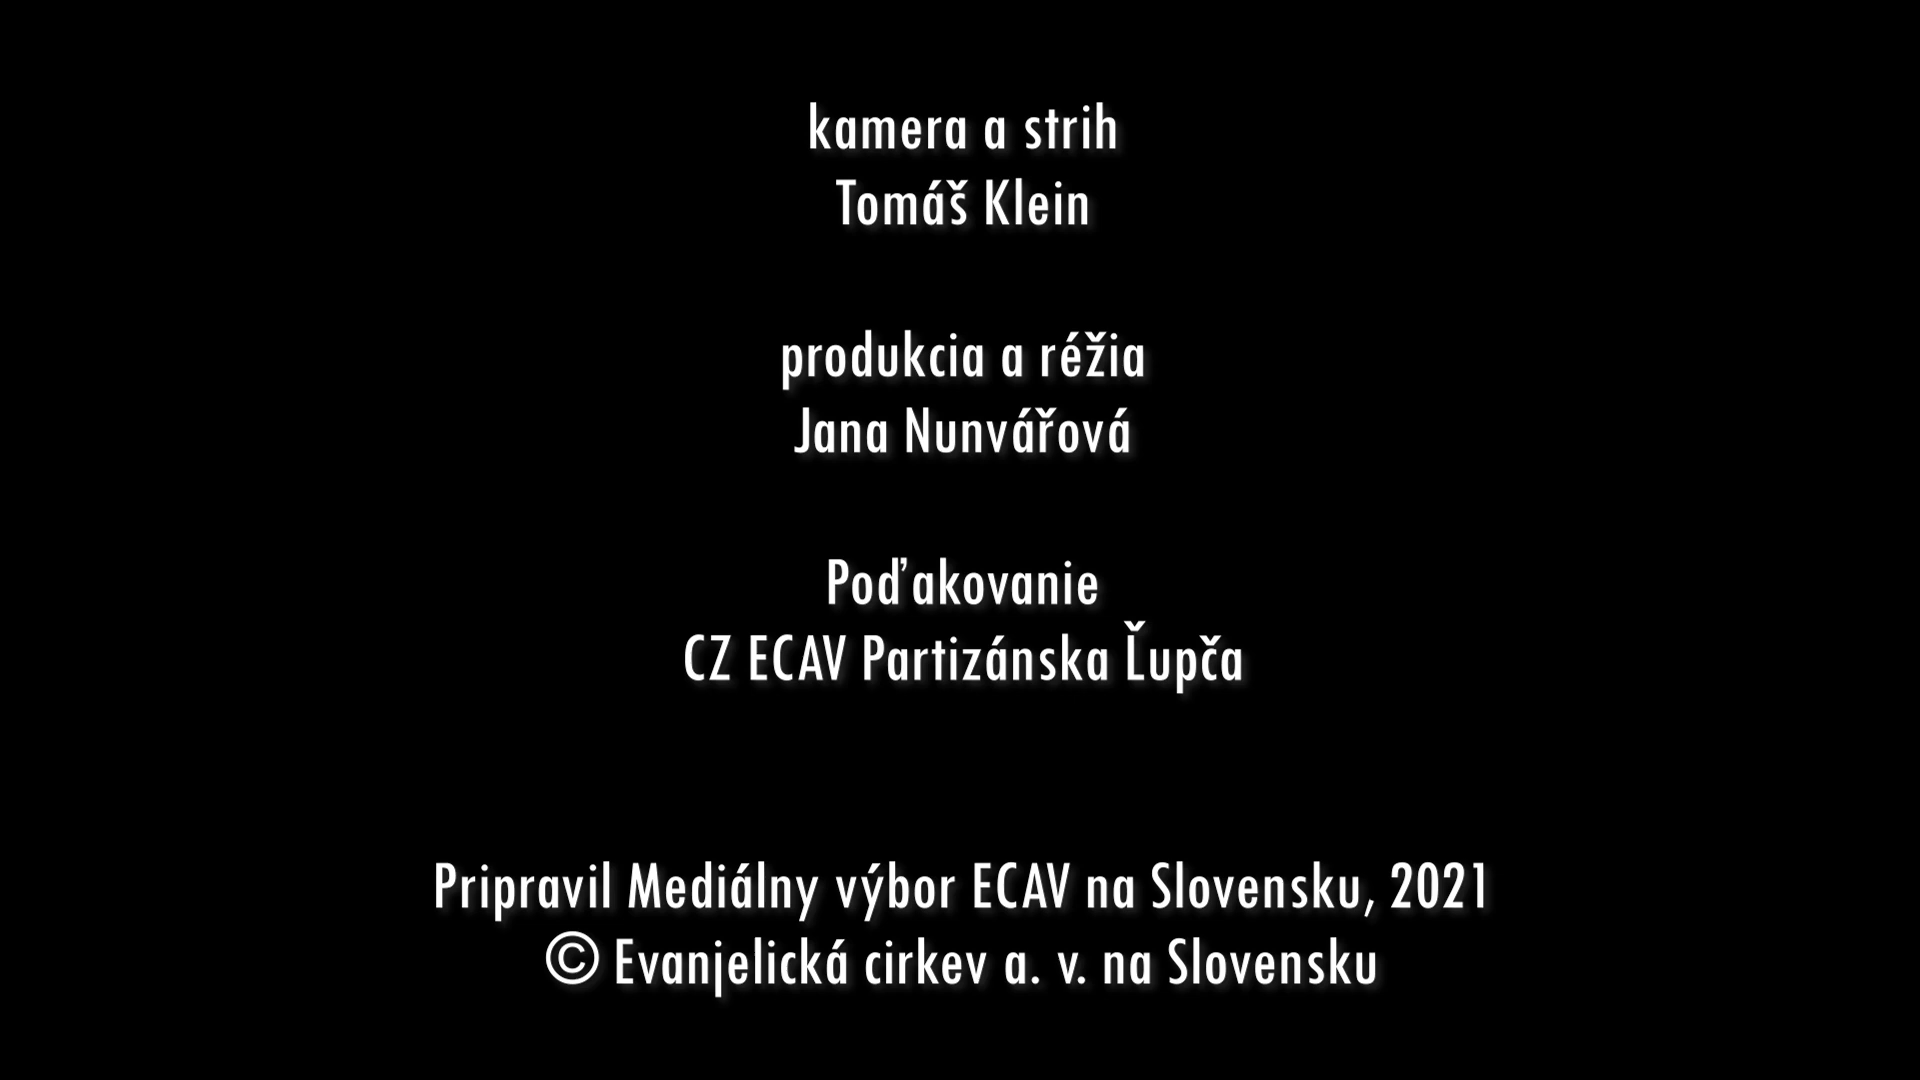 kamera a strih
Tomáš Klein
produkcia a réžia
Jana Nunvářová
Poďakovanie
CZ ECAV Partizánska Ľupča
Pripravil Mediálny výbor ECAV na Slovensku, 2021
© Evanjelická cirkev a. v. na Slovensku